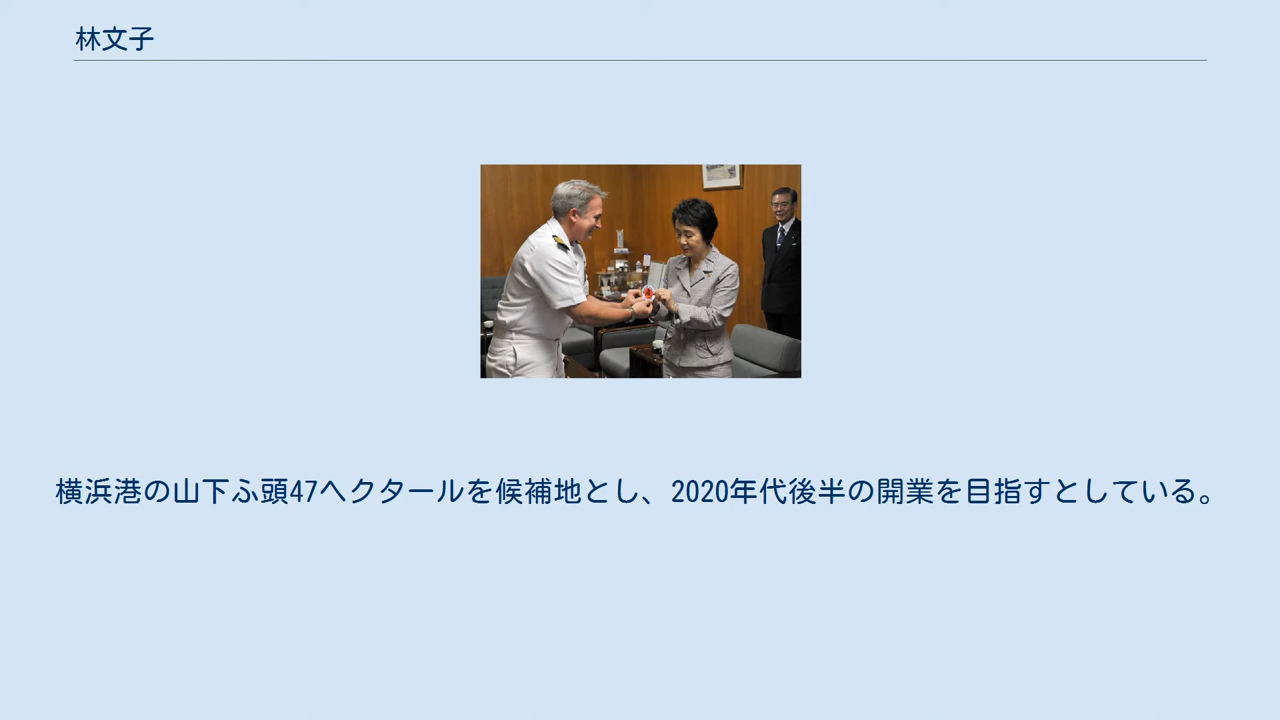 林文子
横浜港の山下ふ頭47ヘクタールを候補地とし、2020年代後半の開業を目指すとしている。